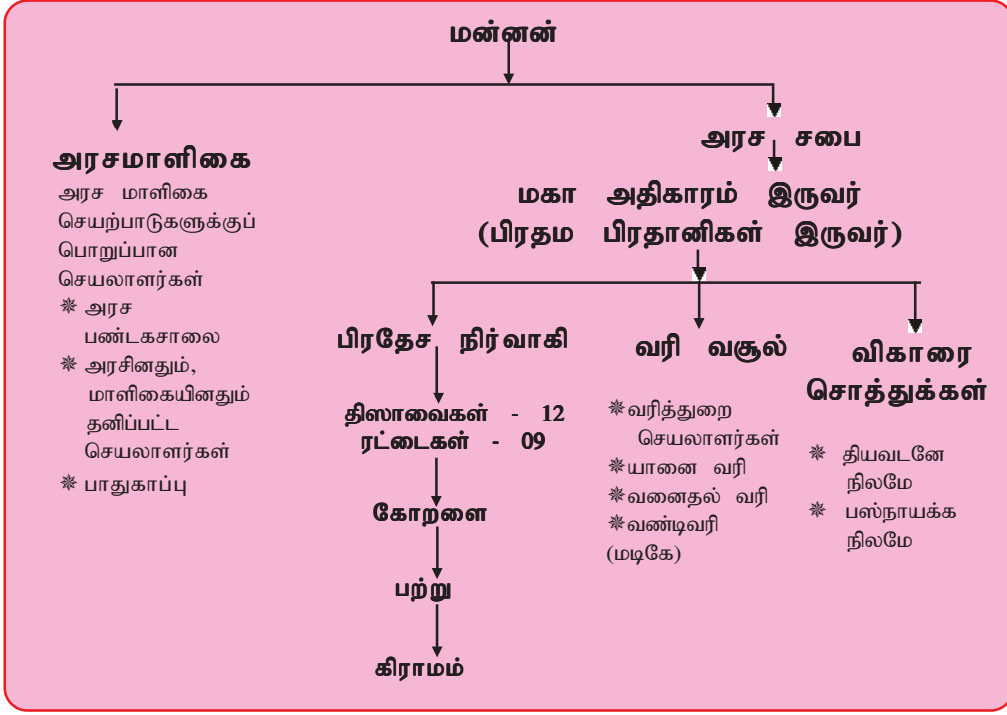 மன்னன்
அரசமாளிகை
அரச மாளிகை
செயற்பாடுகளுக்குப்
பொறுப்பான
செயலாளர்கள்
✵ அரச
பண்டகசாலை
✵ அரசினதும்,
மாளிகையினதும்
தனிப்பட்ட
செயலாளர்கள்
✵ பாதுகாப்பு
அரச சபை
மகா அதிகாரம் இருவர்
(பிரதம பிரதானிகள் இருவர்)
பிரதேச நிர்வாகி
திஸாவைகள் - 12
ரட்டைகள் - 09
கோறளை
பற்று
கிராமம்
வரி வசூல்
✵வரித்துறை
செயலாளர்கள்
✵யானை வரி
✵வனைதல் வரி
✵வண்டிவரி
(மடிகே)
விகாரை
சொத்துக்கள்
✵ தியவடனே
நிலமே
✵ பஸ்நாயக்க
நிலமே